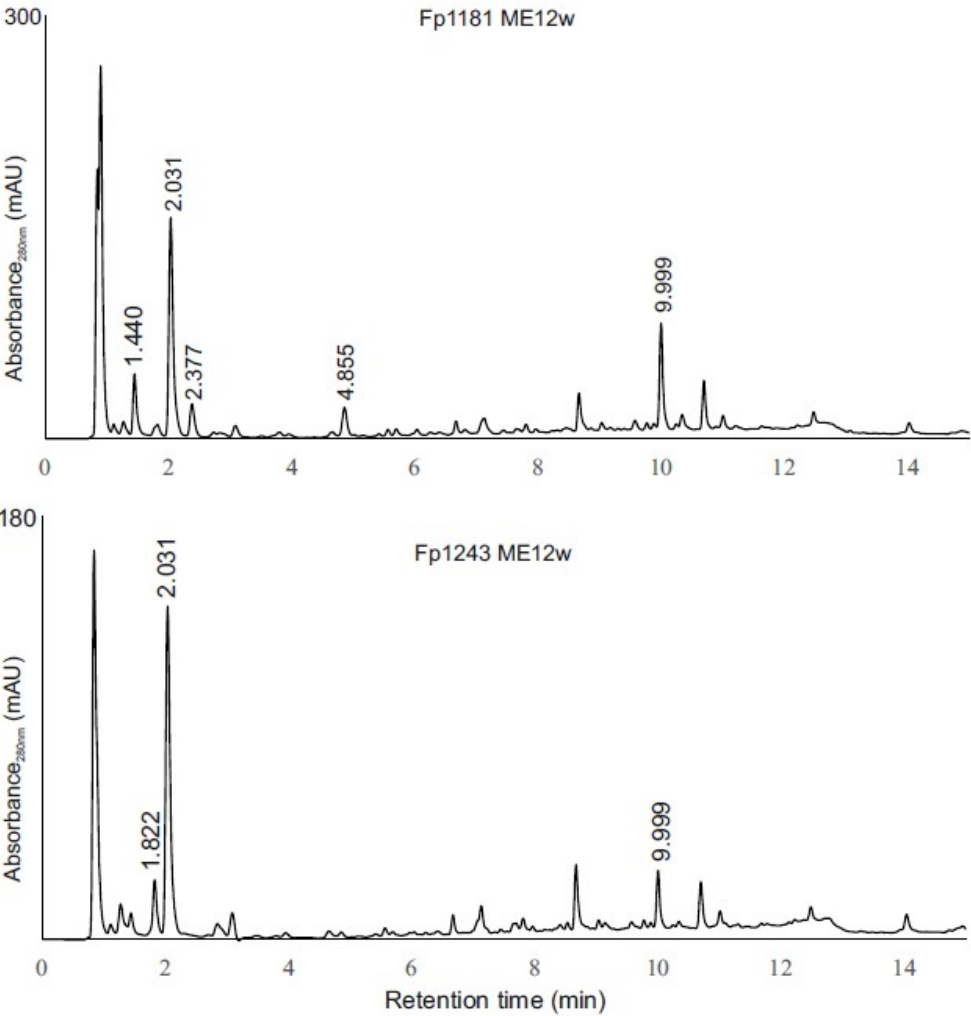 300
Fp1181 ME12w
Absorbance280nm (mAU)
1.440
2.031
2.377
4.855
9.999
0 2 4 6 8 10 12 14
180
Fp1243 ME12w
Absorbance280nm (mAU)
1.822
2.031
9.999
0 2 4 6 8 10 12 14
Retention time (min)